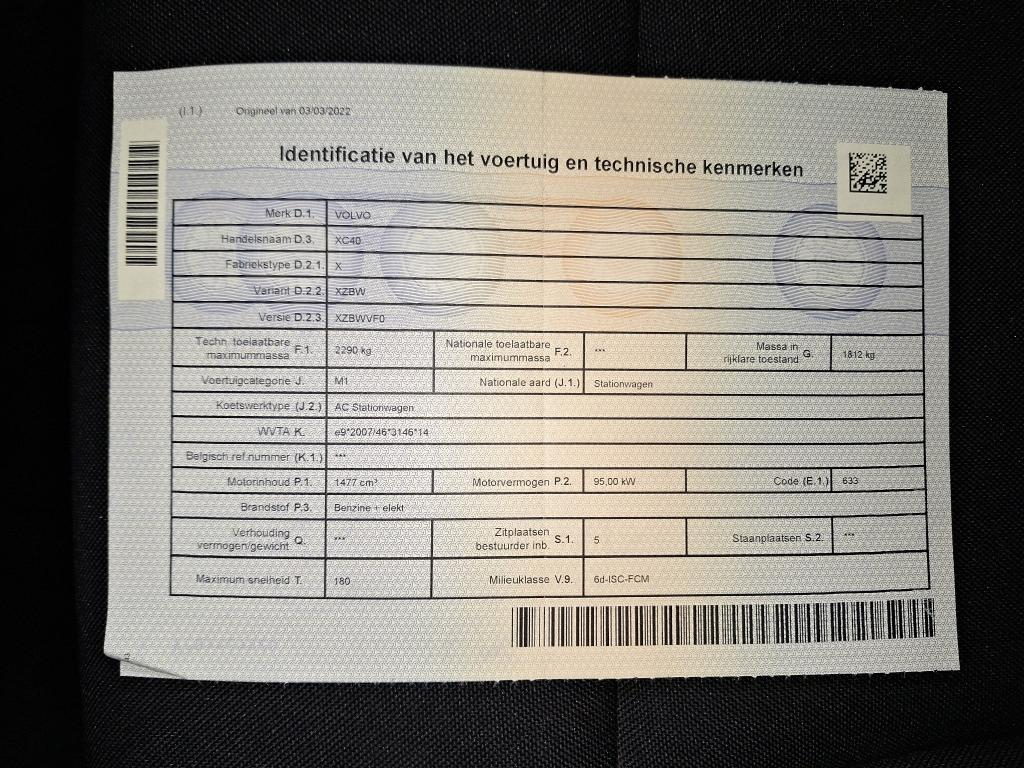 (I.1.) Origineel van 03/03/2022
Identificatie van het voertuig en technische kenmerken
Merk D.1. VOLVO
Handelsnaam D.3. XC40
Fabriekstype D.2.1. X
Variant D.2.2. XZBW
Versie D.2.3. XZBWVF0
Techn. toelaatbare maximummassa F.1. 2290 kg Nationale toelaatbare maximummassa F.2. *** Massa in rijklare toestand G. 1812 kg
Voertuigcategorie J. M1 Nationale aard (J.1.) Stationwagen
Koetswerktype (J.2.) AC Stationwagen
WVTA K. e9*2007/46*3146*14
Belgisch ref.nummer (K.1.) ***
Motorinhoud P.1. 1477 cm³ Motorvermogen P.2. 95,00 kW Code (E.1.) 633
Brandstof P.3. Benzine + elekt
Verhouding vermogen/gewicht Q. *** Zitplaatsen bestuurder inb. S.1. 5 Staanplaatsen S.2. ***
Maximum snelheid T. 180 Milieuklasse V.9. 6d-ISC-FCM